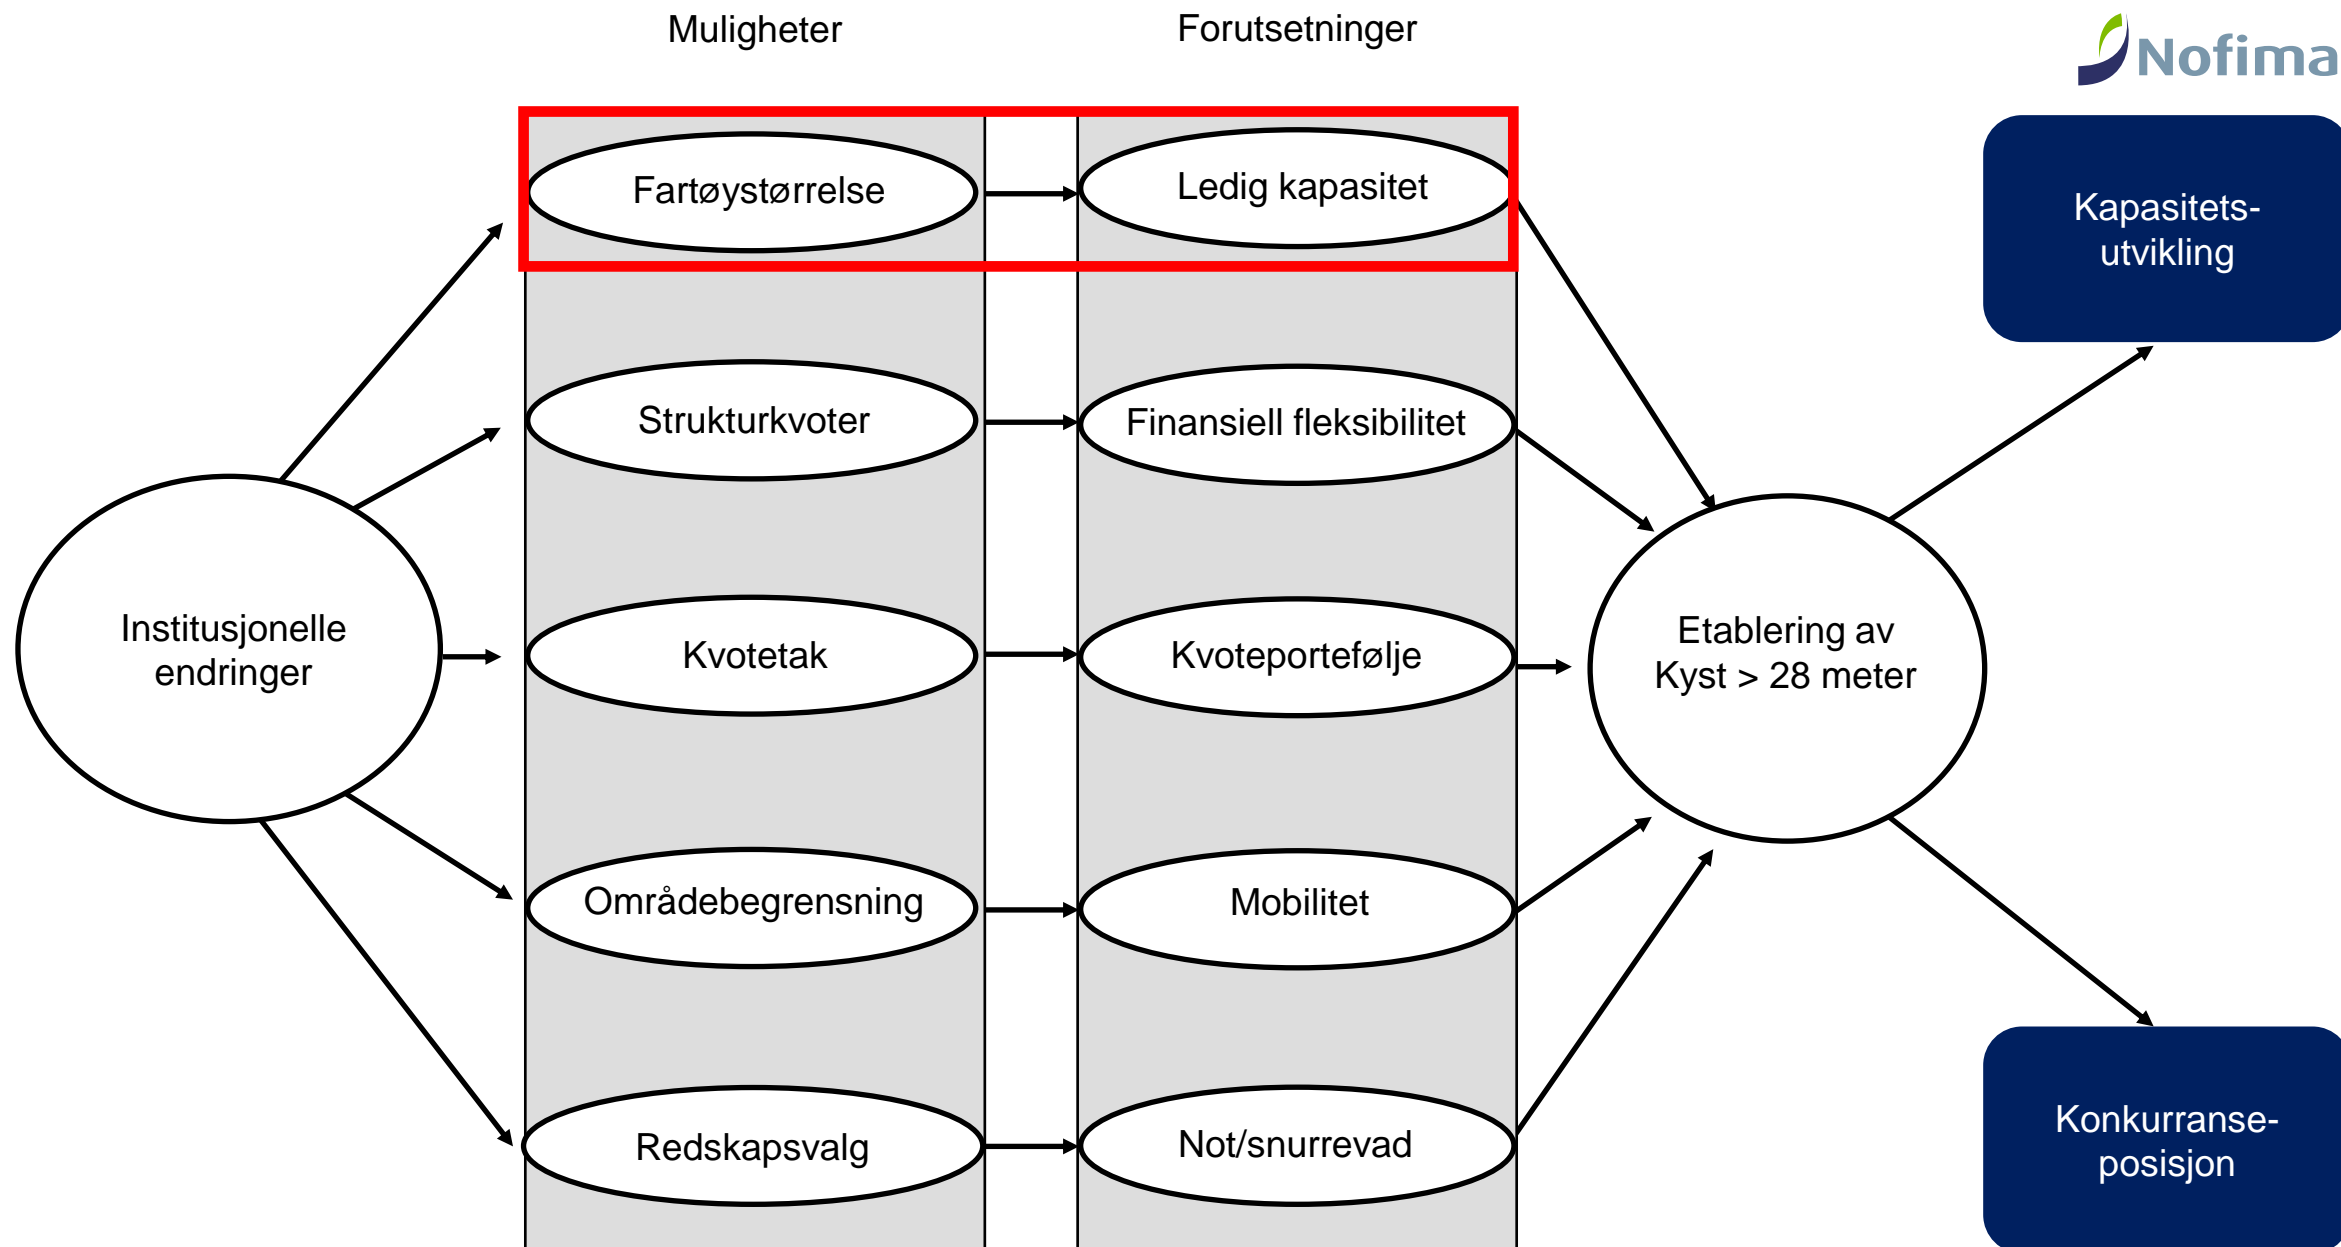 Muligheter
Forutsetninger
Nofima
Fartøystørrelse
Ledig kapasitet
Kapasitets-
utvikling
Strukturkvoter
Finansiell fleksibilitet
Institusjonelle
endringer
Kvotetak
Kvoteportefølje
Etablering av
Kyst > 28 meter
Områdebegrensning
Mobilitet
Redskapsvalg
Not/snurrevad
Konkurranse-
posisjon